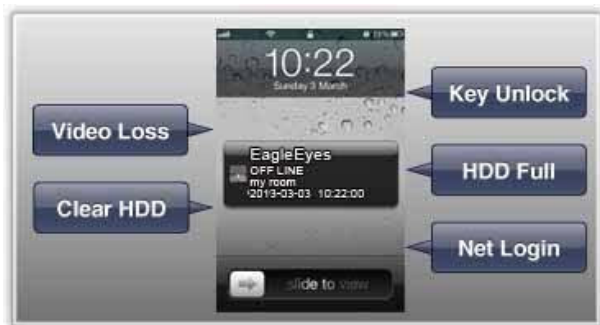 10:22
Sunday 3 March
Key Unlock
Video Loss
EagleEyes
OFF LINE
my room
2013-03-03 10:22:00
HDD Full
Clear HDD
Net Login
slide to view